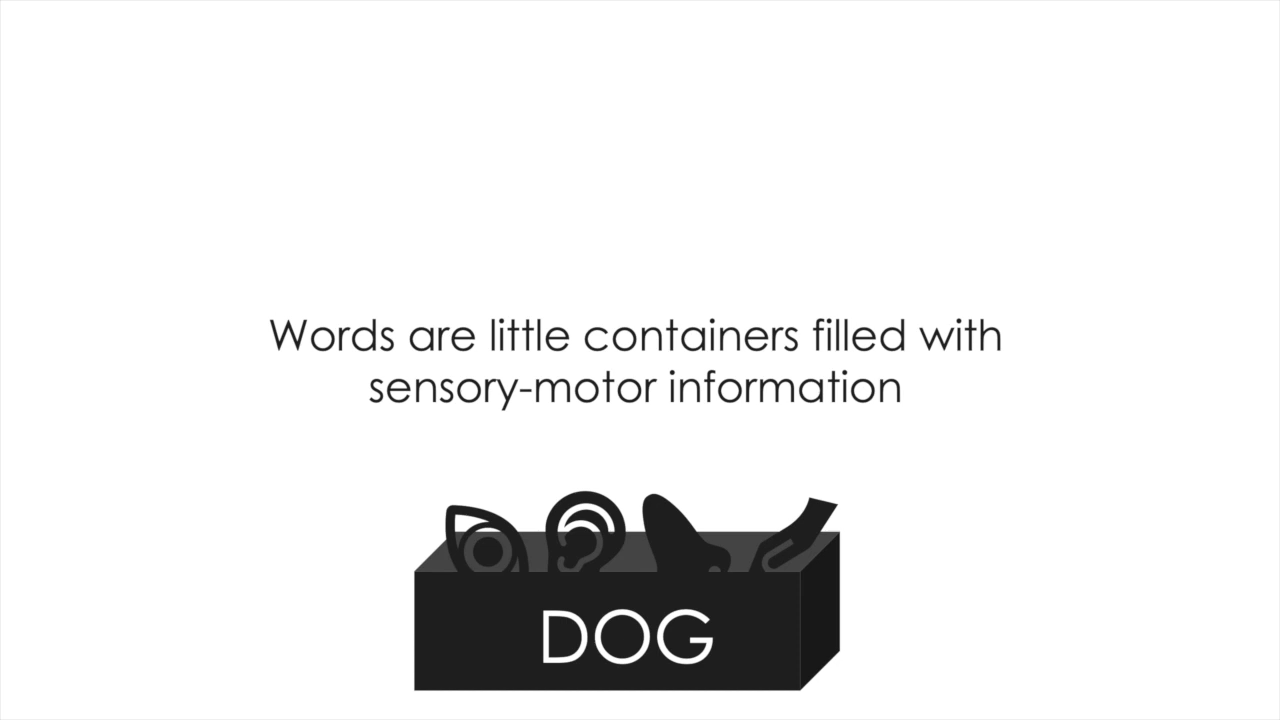 Words are little containers filled with
sensory-motor information
DOG